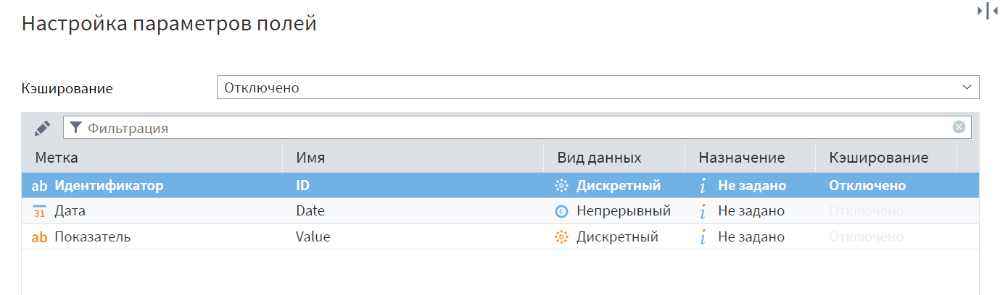 Настройка параметров полей
Кэширование Отключено
Фильтрация
Метка Имя Вид данных Назначение Кэширование
ab Идентификатор ID D Дискретный i Не задано Отключено
31 Дата Date C Непрерывный i Не задано Отключено
ab Показатель Value D Дискретный i Не задано Отключено